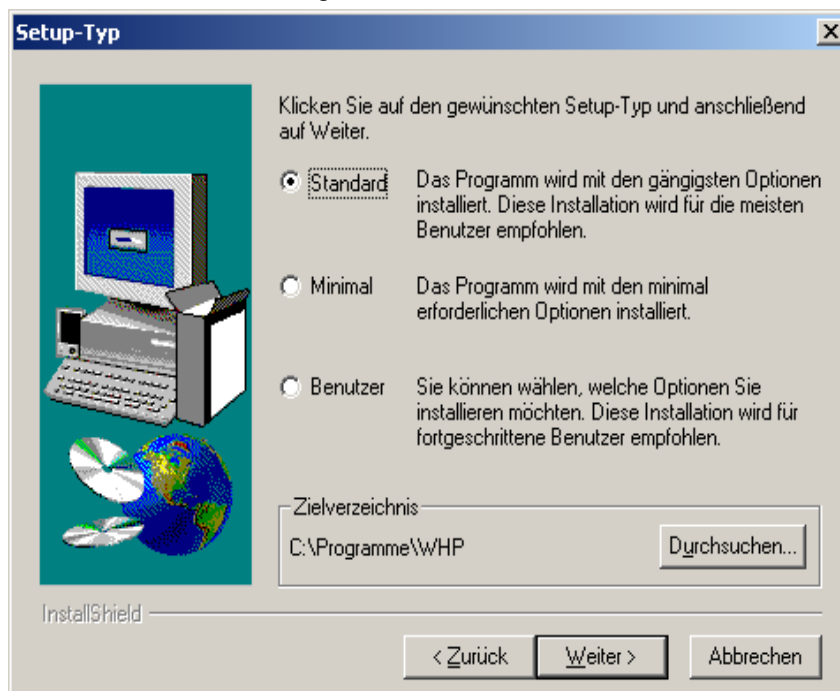 Setup-Typ
Klicken Sie auf den gewünschten Setup-Typ und anschließend
auf Weiter.
Standard
Das Programm wird mit den gängigsten Optionen
installiert. Diese Installation wird für die meisten
Benutzer empfohlen.
Minimal
Das Programm wird mit den minimal
erforderlichen Optionen installiert.
Benutzer
Sie können wählen, welche Optionen Sie
installieren möchten. Diese Installation wird für
fortgeschrittene Benutzer empfohlen.
Zielverzeichnis
C:\Programme\WHP
Durchsuchen...
InstallShield
< Zurück
Weiter >
Abbrechen